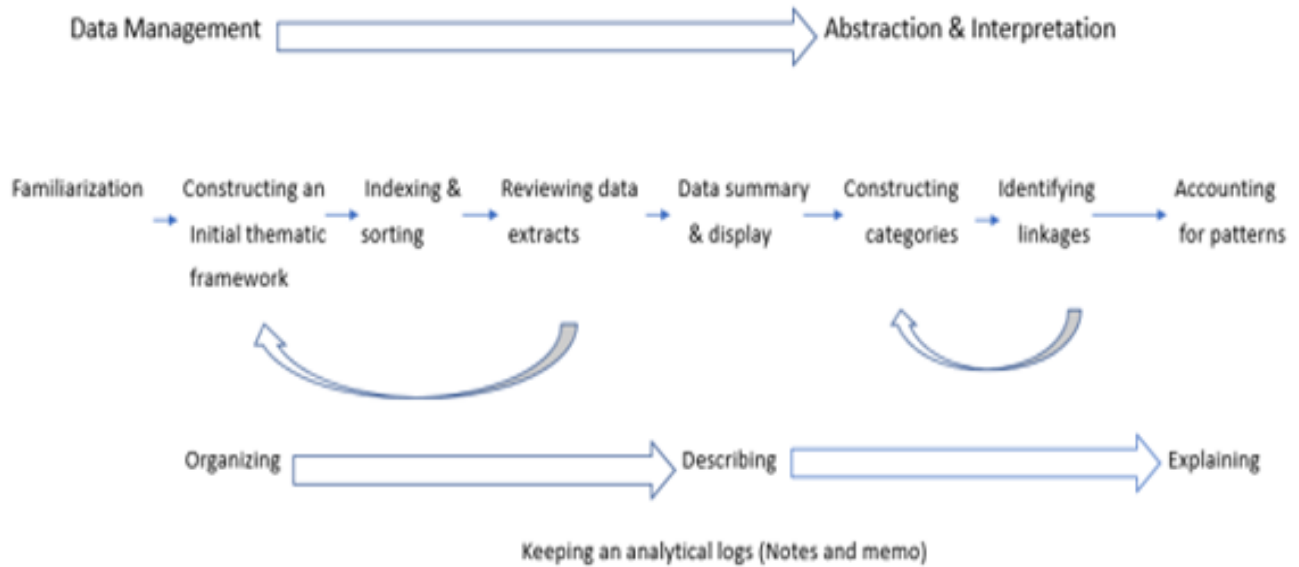 Data Management
Abstraction & Interpretation
Familiarization
Constructing an
Initial thematic
framework
Indexing &
sorting
Reviewing data
extracts
Data summary
& display
Constructing
categories
Identifying
linkages
Accounting
for patterns
Organizing
Describing
Explaining
Keeping an analytical logs (Notes and memo)